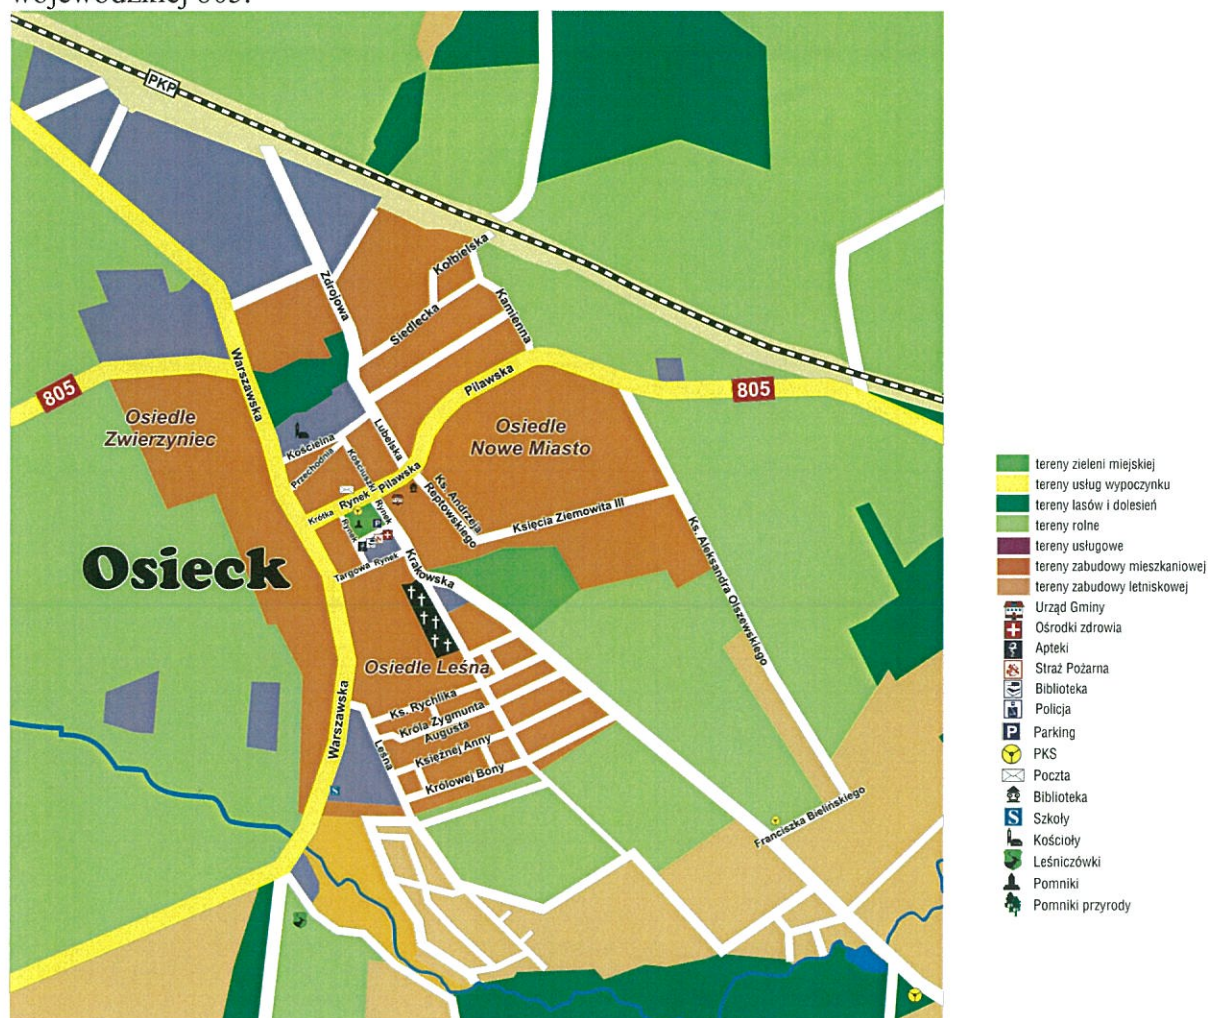 wojewódzkiej 805.
PKP
Kołbielska
Zdrojowa
Siedlecka
Kamienna
Warszawska
805
Pilawska
805
Osiedle
Zwierzyniec
Osiedle
Nowe Miasto
Lubelska
Kościelna
Przechodnia
Kościuszki
Pilawska
Rynek
Krótka
Rynek
Rynek
Ks. Andrzeja
Reptowskiego
Księcia Ziemowita III
Ks. Aleksandra Olszewskiego
Osieck
Targowa
Rynek
Krakowska
Osiedle Leśna
Ks. Rychlika
Króla Zygmunta
Augusta
Księżnej Anny
Królowej Bony
Leśna
Warszawska
S
Franciszka Bielińskiego
tereny zieleni miejskiej
tereny usług wypoczynku
tereny lasów i dolesień
tereny rolne
tereny usługowe
tereny zabudowy mieszkaniowej
tereny zabudowy letniskowej
Urząd Gminy
Ośrodki zdrowia
Apteki
Straż Pożarna
Biblioteka
Policja
P Parking
PKS
Poczta
Biblioteka
S Szkoły
Kościoły
Leśniczówki
Pomniki
Pomniki przyrody